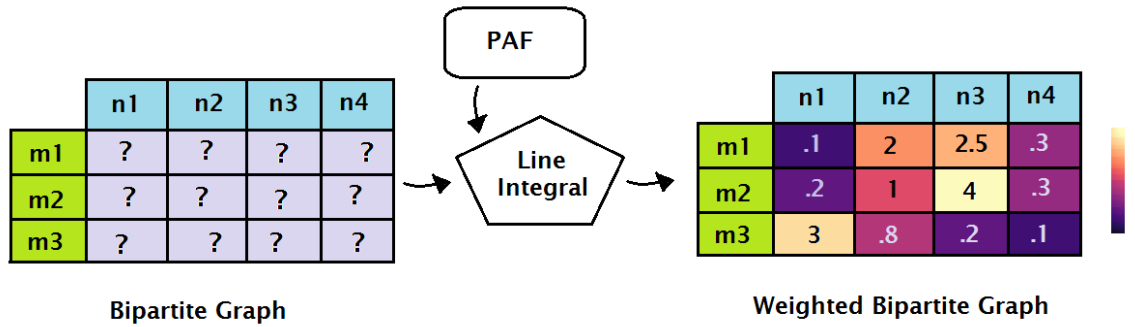 PAF
n1 n2 n3 n4
m1 ? ? ? ?
m2 ? ? ? ?
m3 ? ? ? ?
Bipartite Graph
Line
Integral
n1 n2 n3 n4
m1 .1 2 2.5 .3
m2 .2 1 4 .3
m3 3 .8 .2 .1
Weighted Bipartite Graph